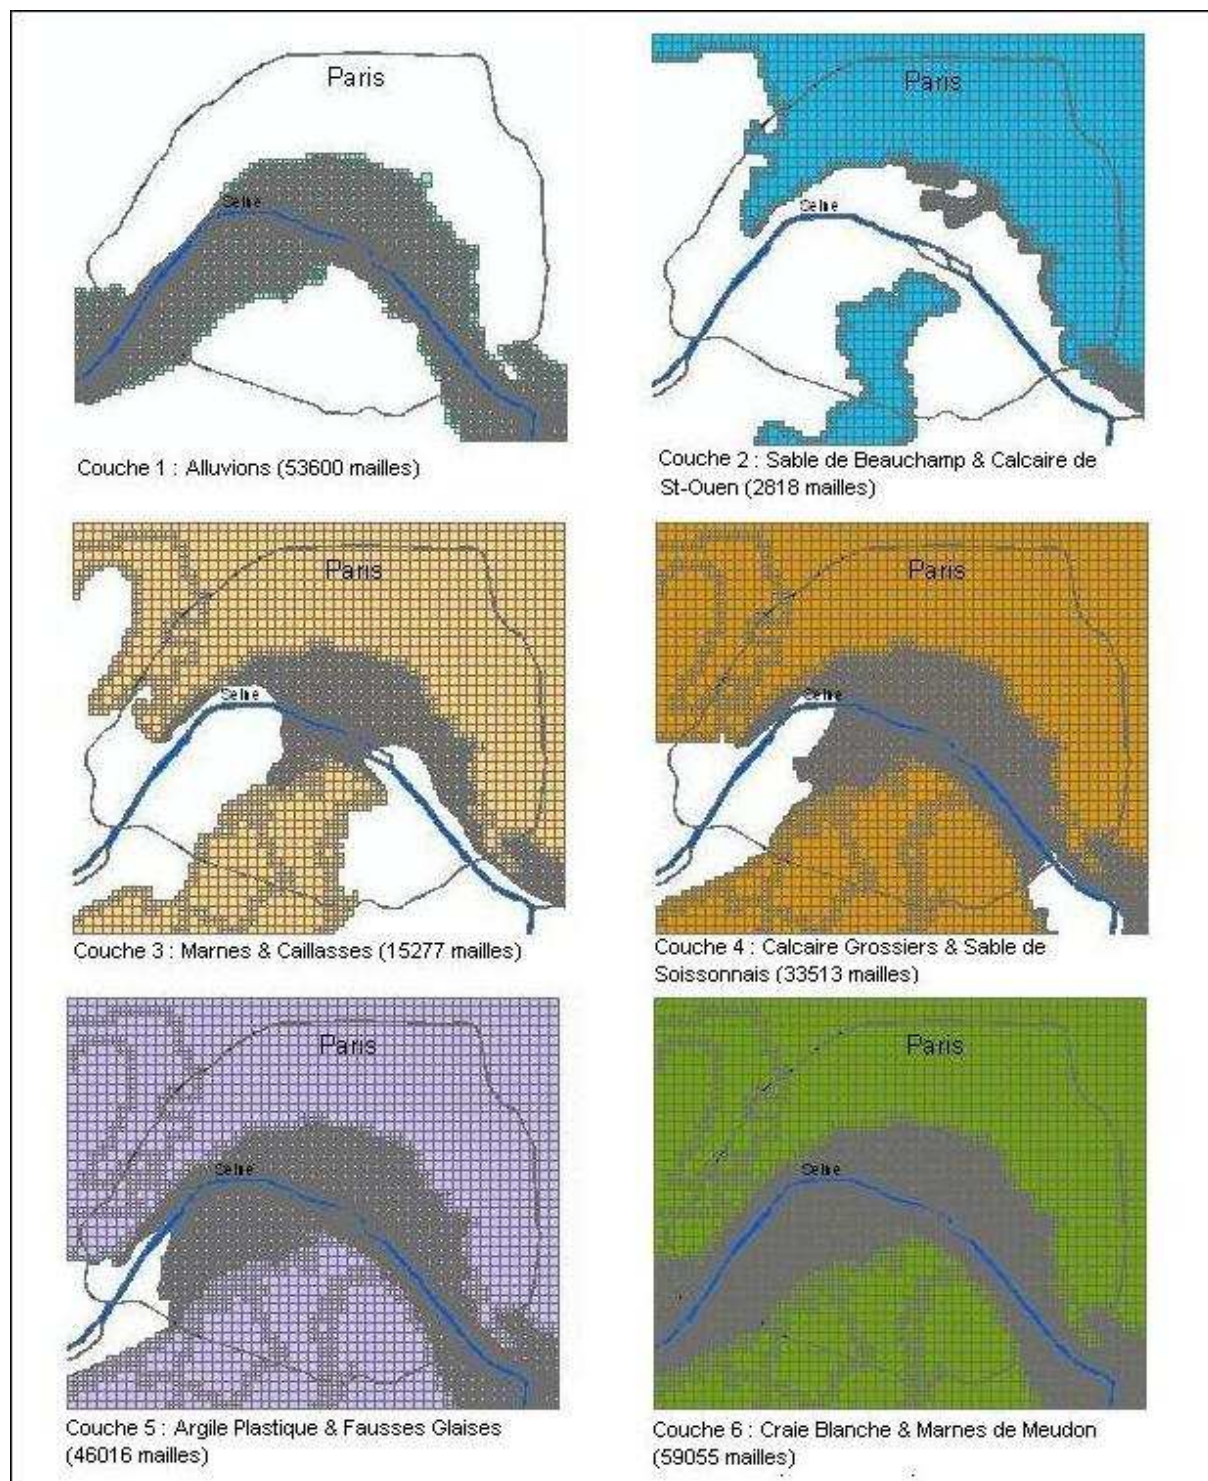 Paris
Seine
Couche 1 : Alluvions (53600 mailles)
Paris
Seine
Couche 2 : Sable de Beauchamp & Calcaire de
St-Ouen (2818 mailles)
Paris
Seine
Couche 3 : Marnes & Caillasses (15277 mailles)
Paris
Seine
Couche 4 : Calcaire Grossiers & Sable de
Soissonnais (33513 mailles)
Paris
Seine
Couche 5 : Argile Plastique & Fausses Glaises
(46016 mailles)
Paris
Seine
Couche 6 : Craie Blanche & Marnes de Meudon
(59055 mailles)